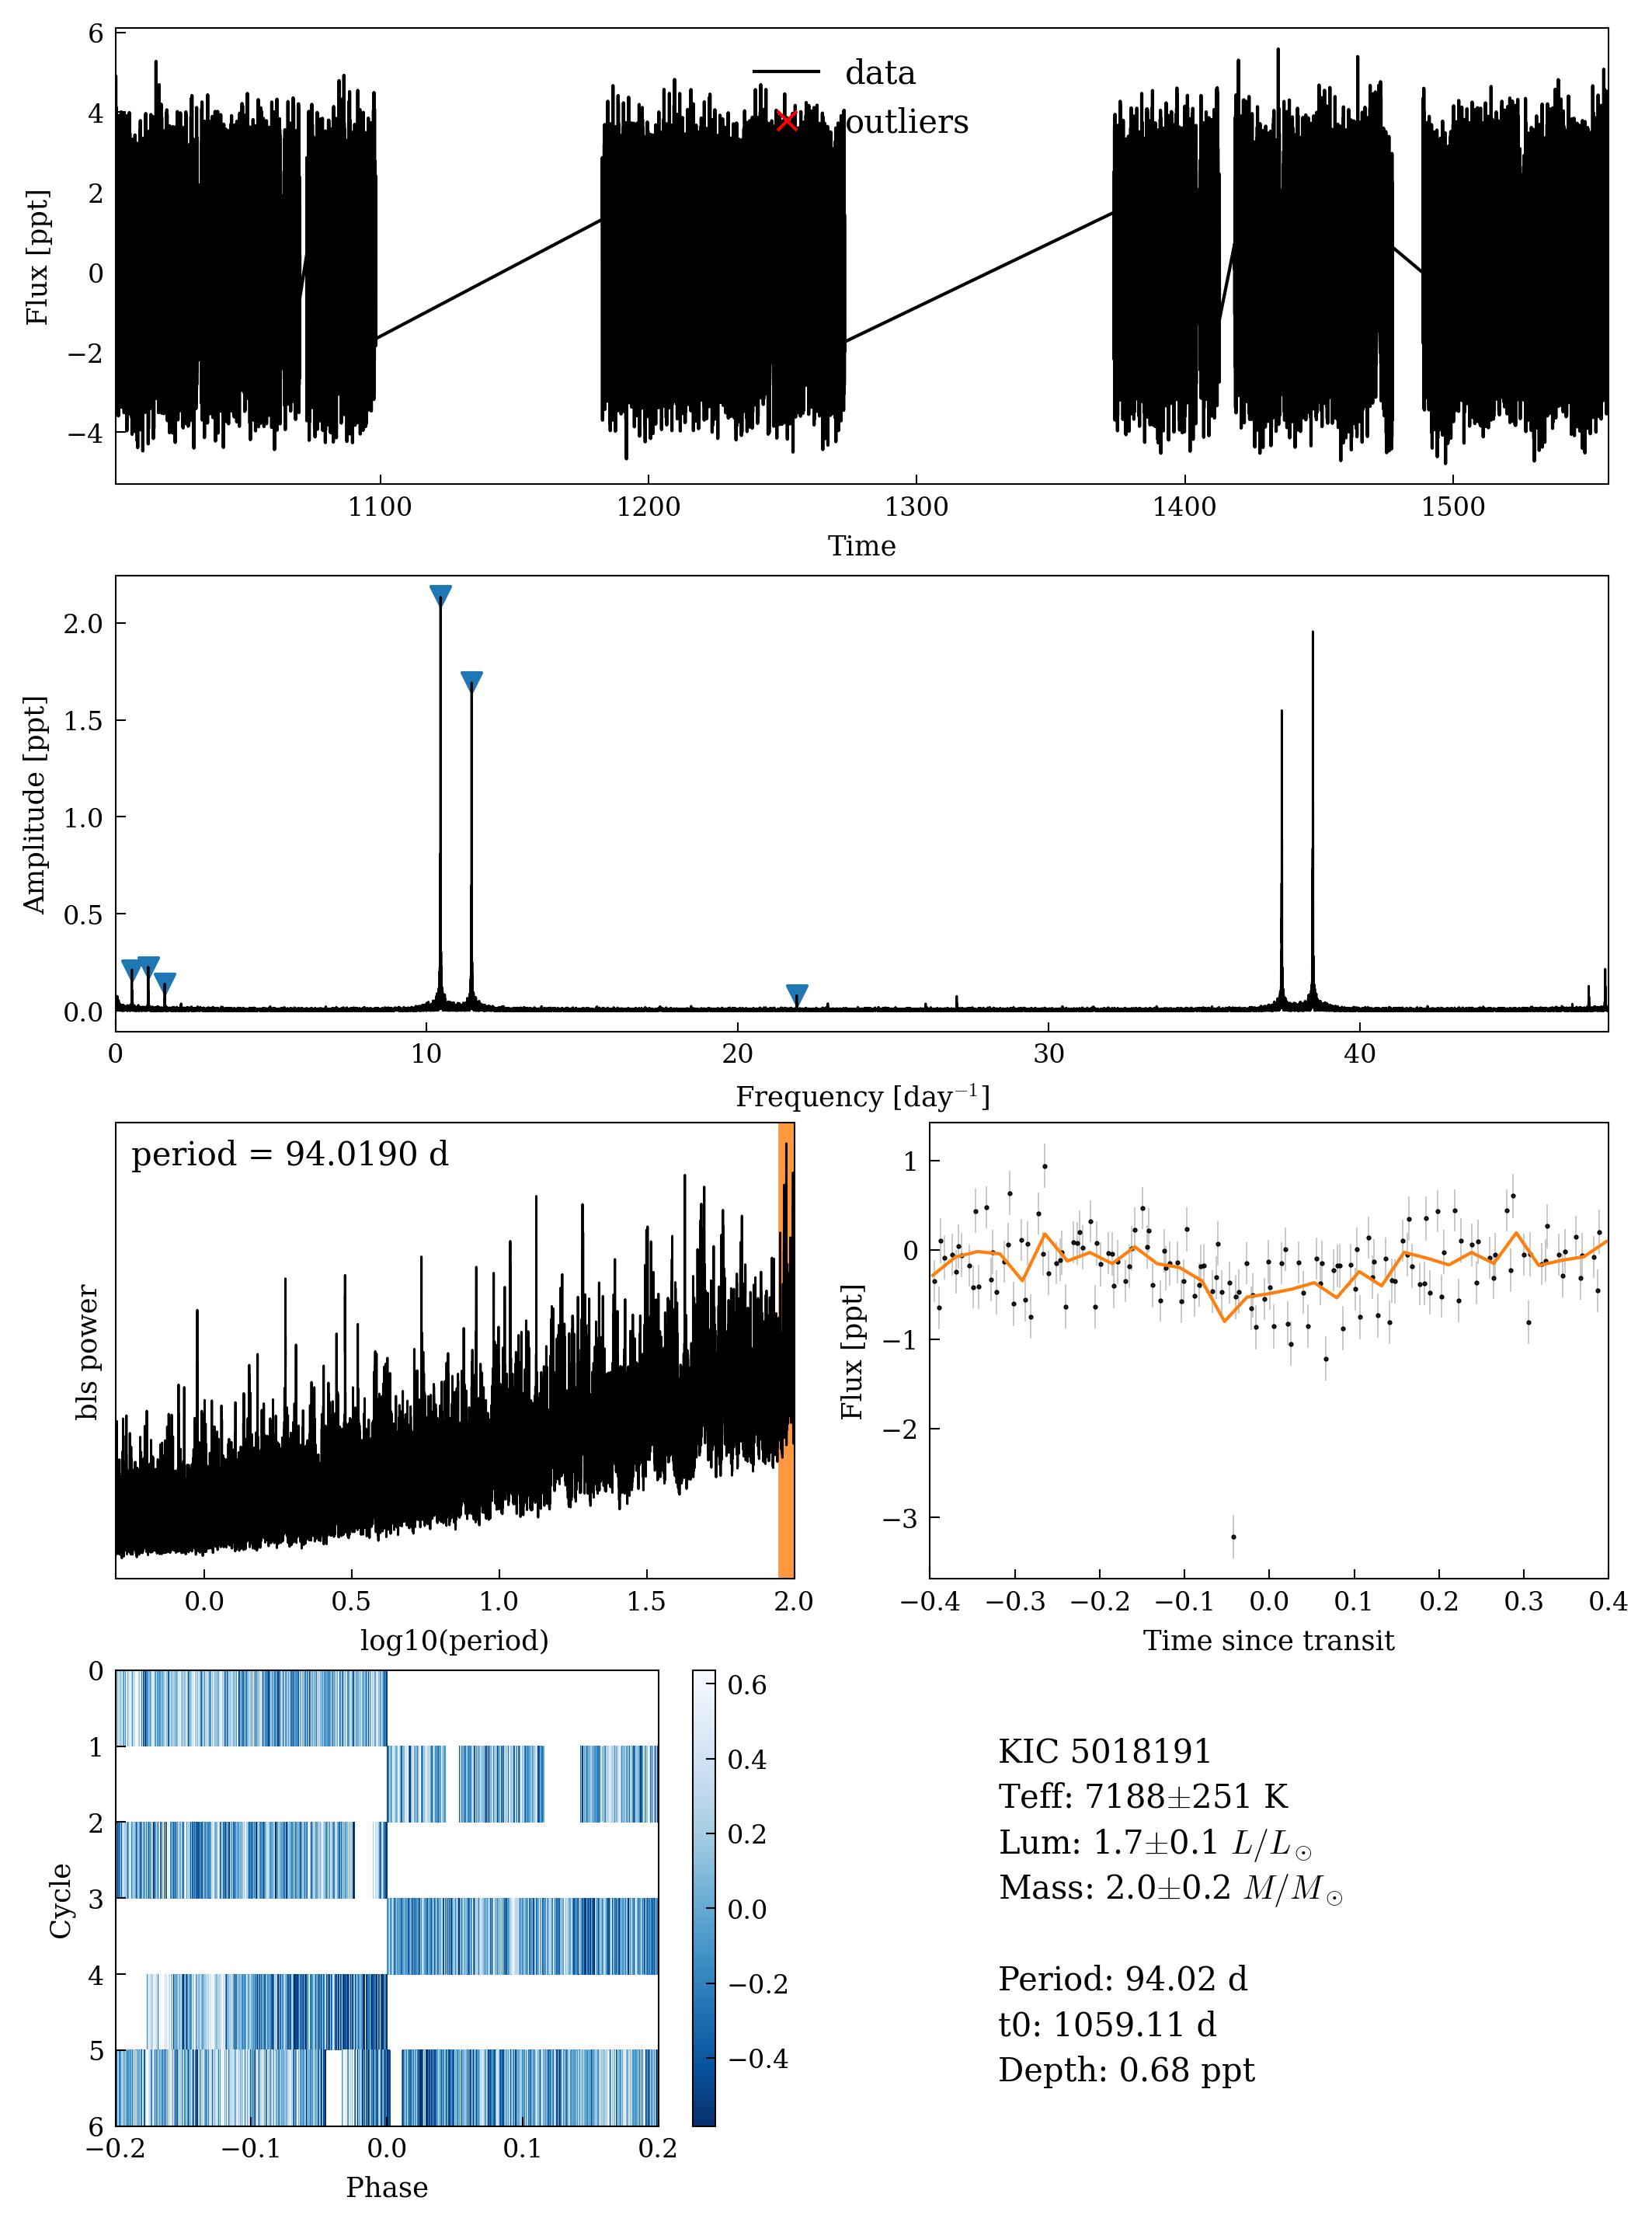 6
4
2
0
−2
−4
Flux [ppt]
data
outliers
1100
1200
1300
1400
1500
Time
2.0
1.5
1.0
0.5
0.0
Amplitude [ppt]
0
10
20
30
40
Frequency [day⁻¹]
period = 94.0190 d
bls power
0.0
0.5
1.0
1.5
2.0
log10(period)
1
0
−1
−2
−3
Flux [ppt]
−0.4
−0.3
−0.2
−0.1
0.0
0.1
0.2
0.3
0.4
Time since transit
0
1
2
3
4
5
6
Cycle
−0.2
−0.1
0.0
0.1
0.2
Phase
0.6
0.4
0.2
0.0
−0.2
−0.4
KIC 5018191
Teff: 7188±251 K
Lum: 1.7±0.1 L/L☉
Mass: 2.0±0.2 M/M☉
Period: 94.02 d
t0: 1059.11 d
Depth: 0.68 ppt